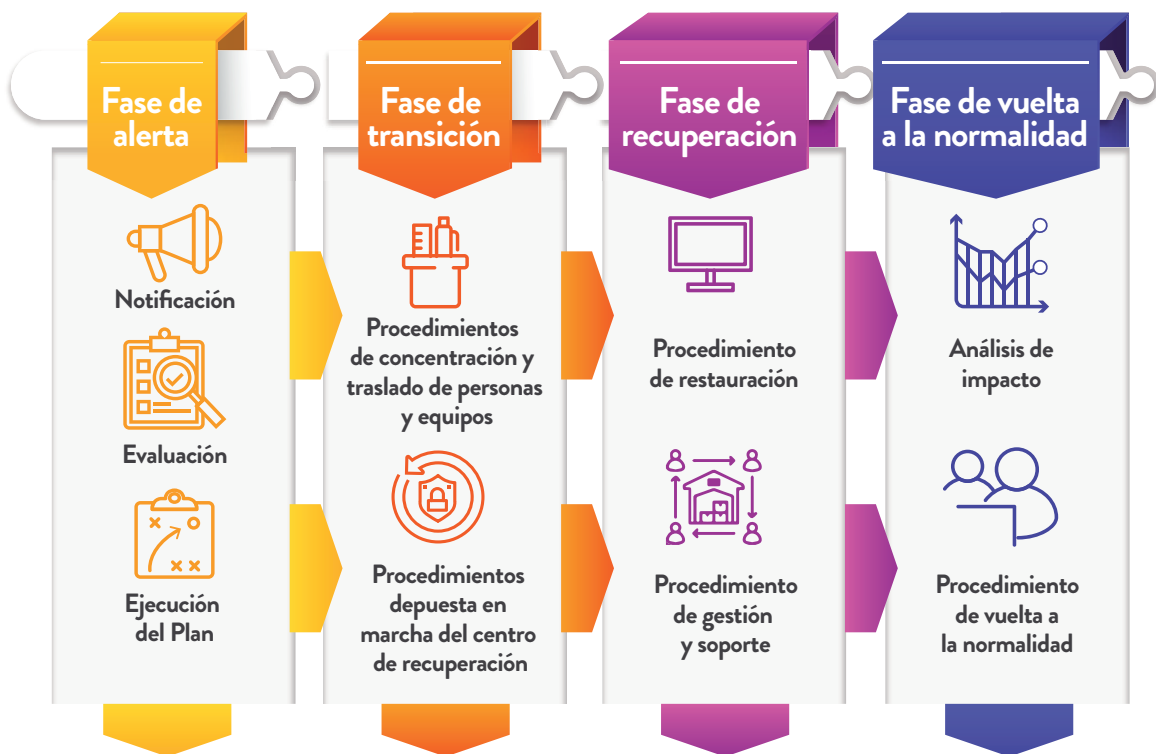 Fase de
alerta
Notificación
Evaluación
Ejecución
del Plan
Fase de
transición
Procedimientos
de concentración y
traslado de personas
y equipos
Procedimientos
depuesta en
marcha del centro
de recuperación
Fase de
recuperación
Procedimiento
de restauración
Procedimiento
de gestión
y soporte
Fase de vuelta
a la normalidad
Análisis de
impacto
Procedimiento
de vuelta a
la normalidad